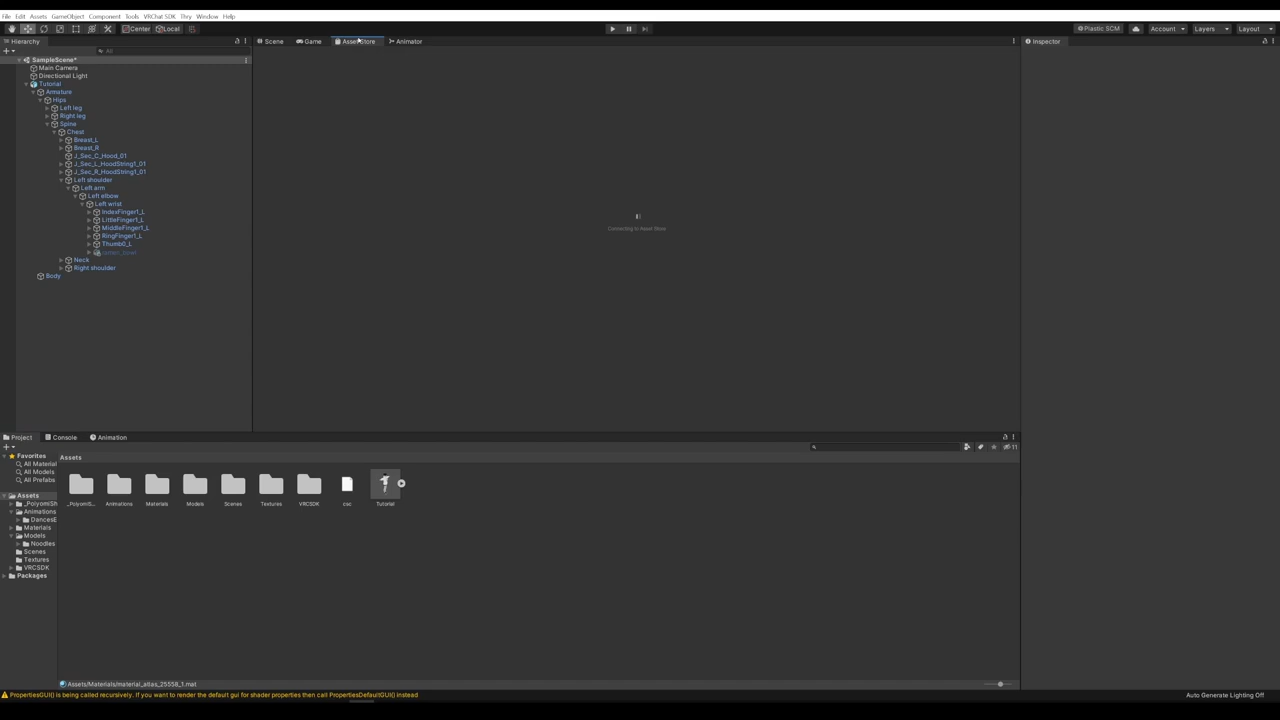 File Edit Assets GameObject Component Tools VRChat SDK Thry Window Help
Center Local Plastic SCM Account Layers Layout
Hierarchy Scene Game Asset Store Animator Inspector
All
SampleScene*
Main Camera
Directional Light
Tutorial
Armature
Hips
Left leg
Right leg
Spine
Chest
Breast_L
Breast_R
J_Sec_C_Hood_01
J_Sec_L_HoodString1_01
J_Sec_R_HoodString1_01
Left shoulder
Left arm
Left elbow
Left wrist
IndexFinger1_L
LittleFinger1_L
MiddleFinger1_L
RingFinger1_L
Thumb0_L
Neck
Right shoulder
Body
Connecting to Asset Store
Project Console Animation
11
Favorites
All Material
All Models
All Prefabs
Assets
_PoiyomiSh
Animations
DancesE
Materials
Models
Noodles
Scenes
Textures
VRCSDK
Packages
Assets
_PoiyomiS... Animations Materials Models Scenes Textures VRCSDK csc Tutorial
Assets/Materials/material_atlas_25558_1.mat
PropertiesGUI() is being called recursively. If you want to render the default gui for shader properties then call PropertiesDefaultGUI() instead Auto Generate Lighting Off